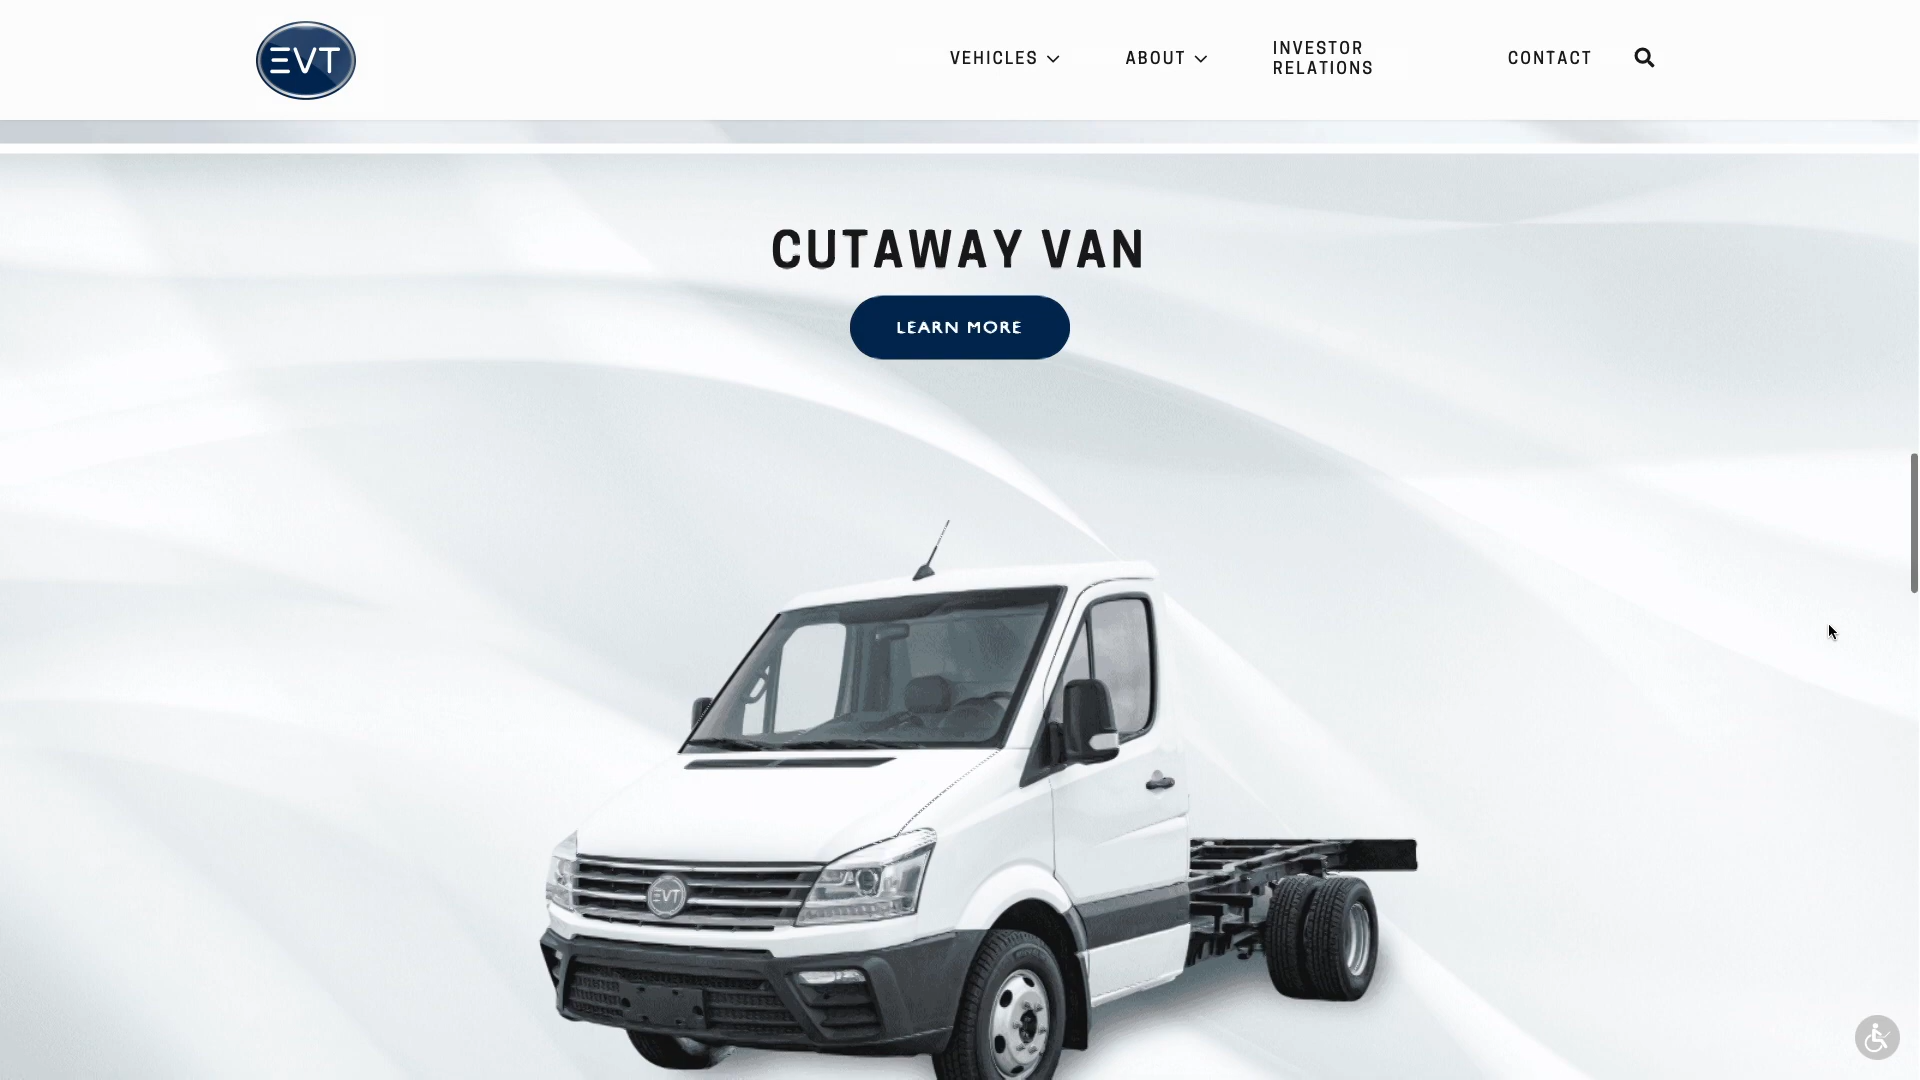 EVT
VEHICLES
ABOUT
INVESTOR
RELATIONS
CONTACT
CUTAWAY VAN
LEARN MORE
EVT